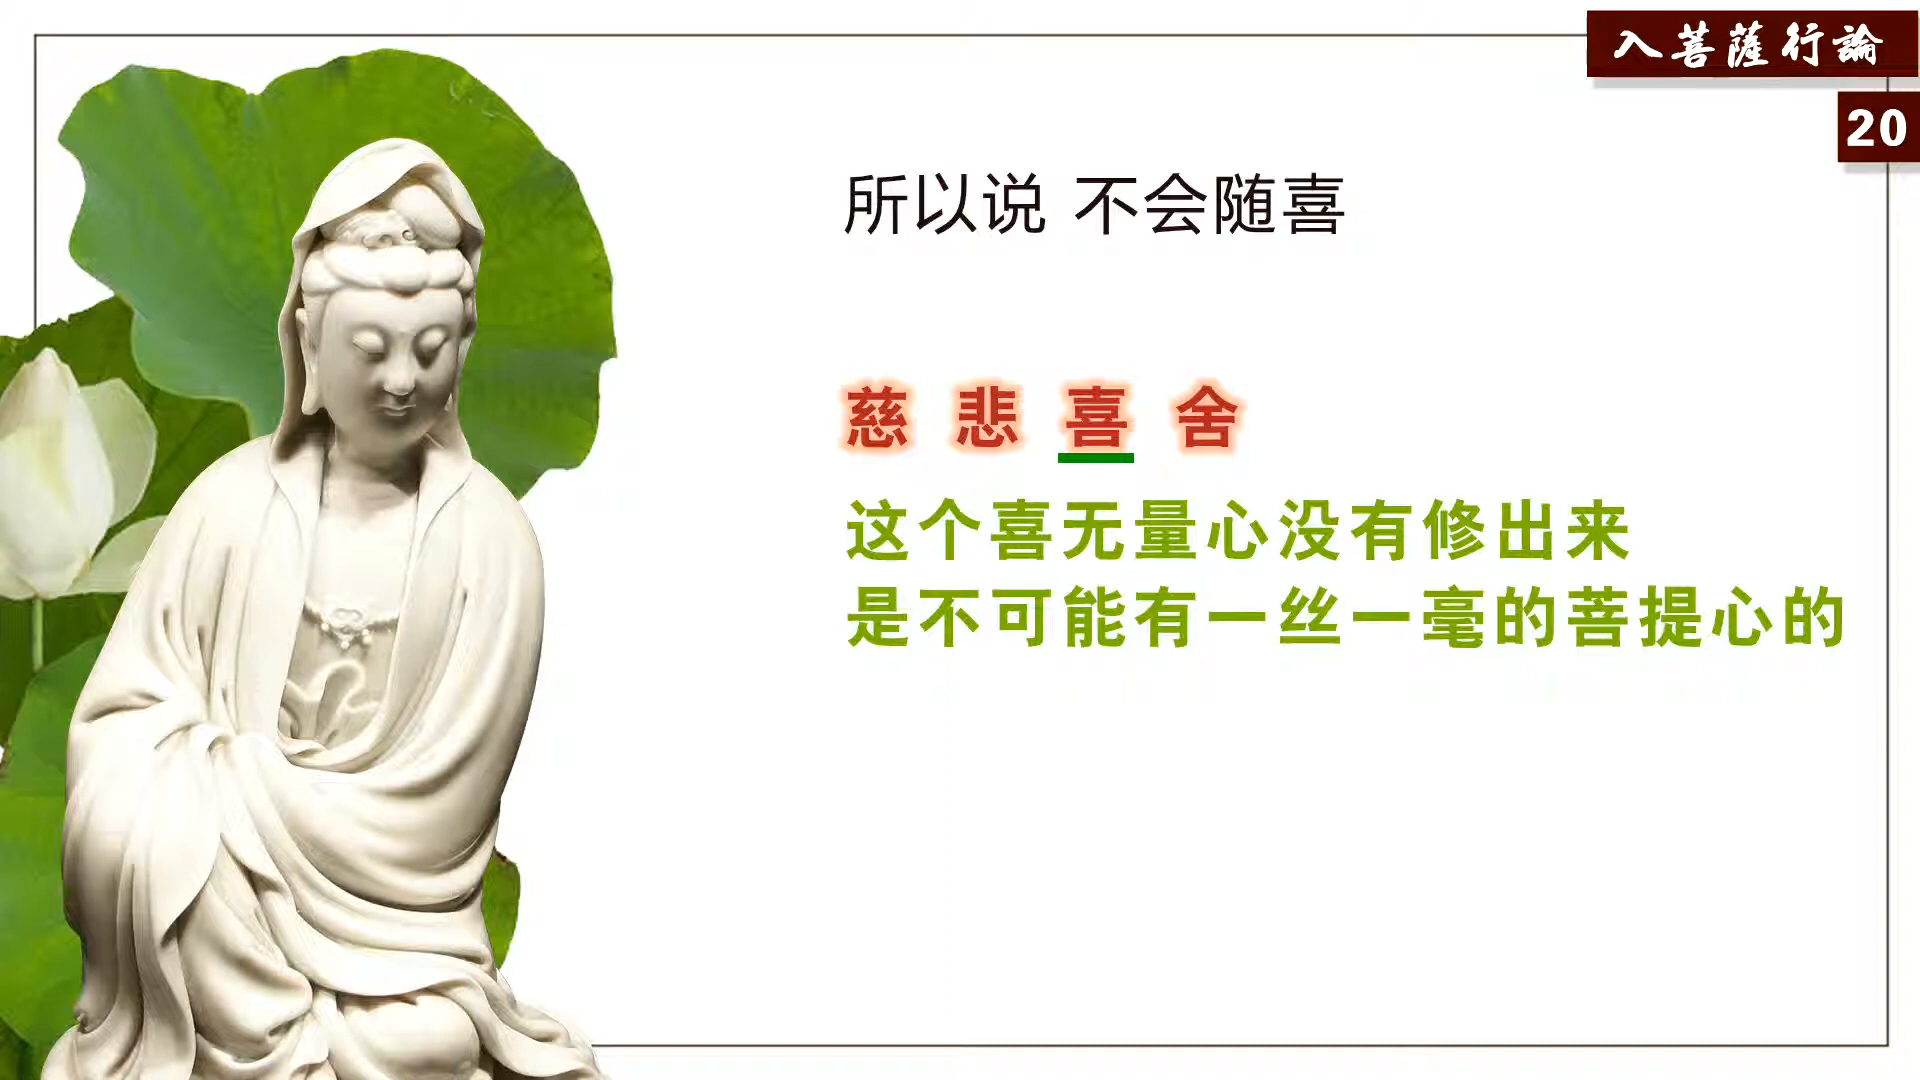 入菩薩行論
20
所以说 不会随喜
慈 悲 喜 舍
这个喜无量心没有修出来
是不可能有一丝一毫的菩提心的